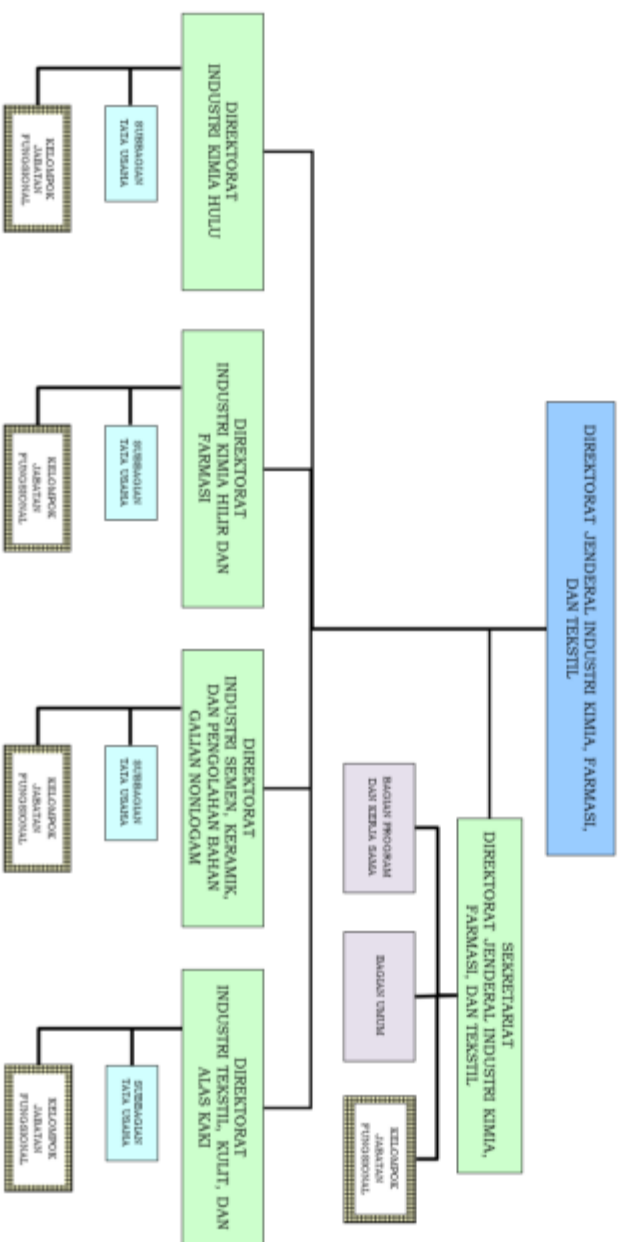 DIREKTORAT JENDERAL INDUSTRI KIMIA, FARMASI,
DAN TEKSTIL
SEKRETARIAT
DIREKTORAT JENDERAL INDUSTRI KIMIA,
FARMASI, DAN TEKSTIL
BAGIAN PROGRAM
DAN KERJA SAMA
BAGIAN UMUM
KELOMPOK
JABATAN
FUNGSIONAL
DIREKTORAT
INDUSTRI KIMIA HULU
SUBBAGIAN
TATA USAHA
KELOMPOK
JABATAN
FUNGSIONAL
DIREKTORAT
INDUSTRI KIMIA HILIR DAN
FARMASI
SUBBAGIAN
TATA USAHA
KELOMPOK
JABATAN
FUNGSIONAL
DIREKTORAT
INDUSTRI SEMEN, KERAMIK,
DAN PENGOLAHAN BAHAN
GALIAN NONLOGAM
SUBBAGIAN
TATA USAHA
KELOMPOK
JABATAN
FUNGSIONAL
DIREKTORAT
INDUSTRI TEKSTIL, KULIT, DAN
ALAS KAKI
SUBBAGIAN
TATA USAHA
KELOMPOK
JABATAN
FUNGSIONAL